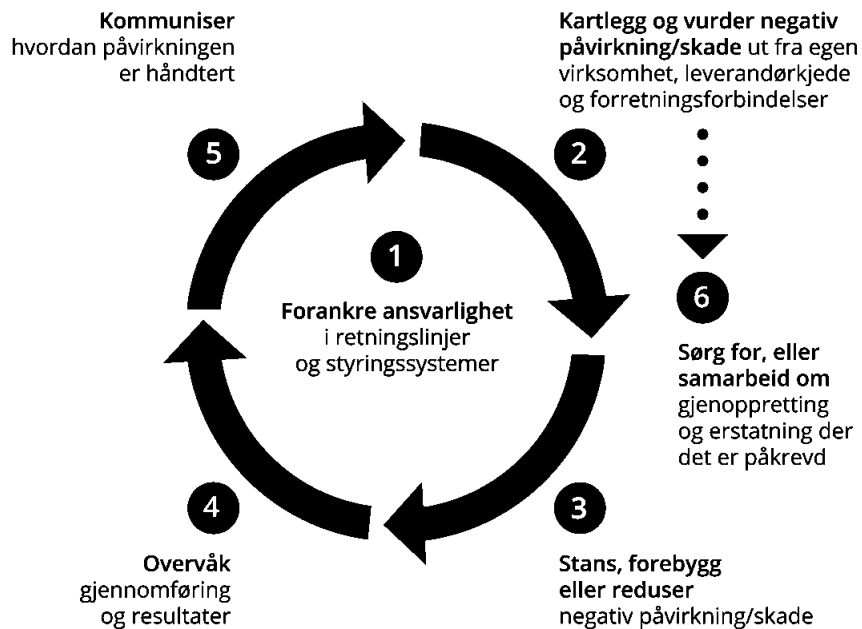 Kommuniser
hvordan påvirkningen
er håndtert
5
Kartlegg og vurder negativ
påvirkning/skade ut fra egen
virksomhet, leverandørkjede
og forretningsforbindelser
2
1
Forankre ansvarlighet
i retningslinjer
og styringssystemer
6
Sørg for, eller
samarbeid om
gjenoppretting
og erstatning der
det er påkrevd
4
Overvåk
gjennomføring
og resultater
3
Stans, forebygg
eller reduser
negativ påvirkning/skade